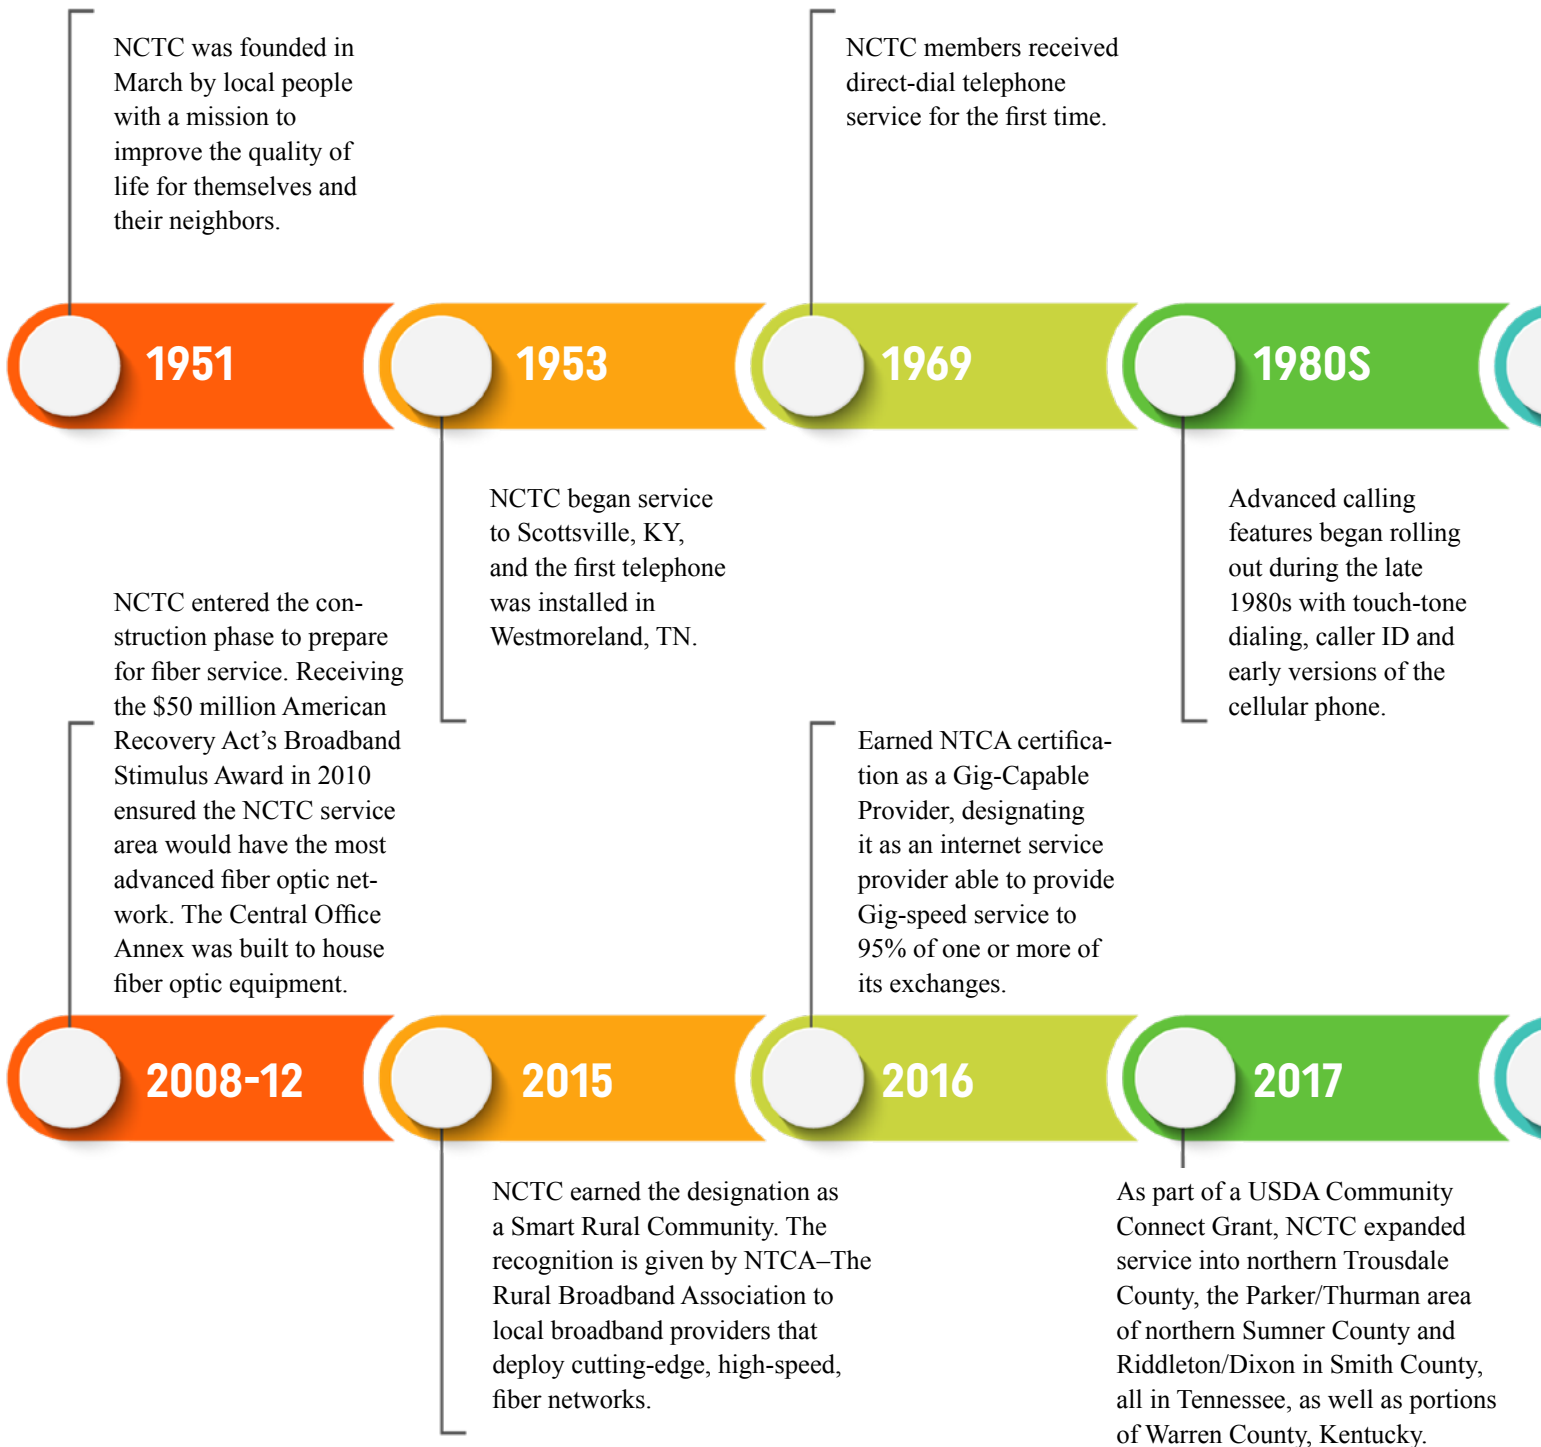 NCTC was founded in
March by local people
with a mission to
improve the quality of
life for themselves and
their neighbors.
NCTC members received
direct-dial telephone
service for the first time.
1951
1953
1969
1980S
NCTC began service
to Scottsville, KY,
and the first telephone
was installed in
Westmoreland, TN.
Advanced calling
features began rolling
out during the late
1980s with touch-tone
dialing, caller ID and
early versions of the
cellular phone.
NCTC entered the con-
struction phase to prepare
for fiber service. Receiving
the $50 million American
Recovery Act’s Broadband
Stimulus Award in 2010
ensured the NCTC service
area would have the most
advanced fiber optic net-
work. The Central Office
Annex was built to house
fiber optic equipment.
Earned NTCA certifica-
tion as a Gig-Capable
Provider, designating
it as an internet service
provider able to provide
Gig-speed service to
95% of one or more of
its exchanges.
2008-12
2015
2016
2017
NCTC earned the designation as
a Smart Rural Community. The
recognition is given by NTCA–The
Rural Broadband Association to
local broadband providers that
deploy cutting-edge, high-speed,
fiber networks.
As part of a USDA Community
Connect Grant, NCTC expanded
service into northern Trousdale
County, the Parker/Thurman area
of northern Sumner County and
Riddleton/Dixon in Smith County,
all in Tennessee, as well as portions
of Warren County, Kentucky.